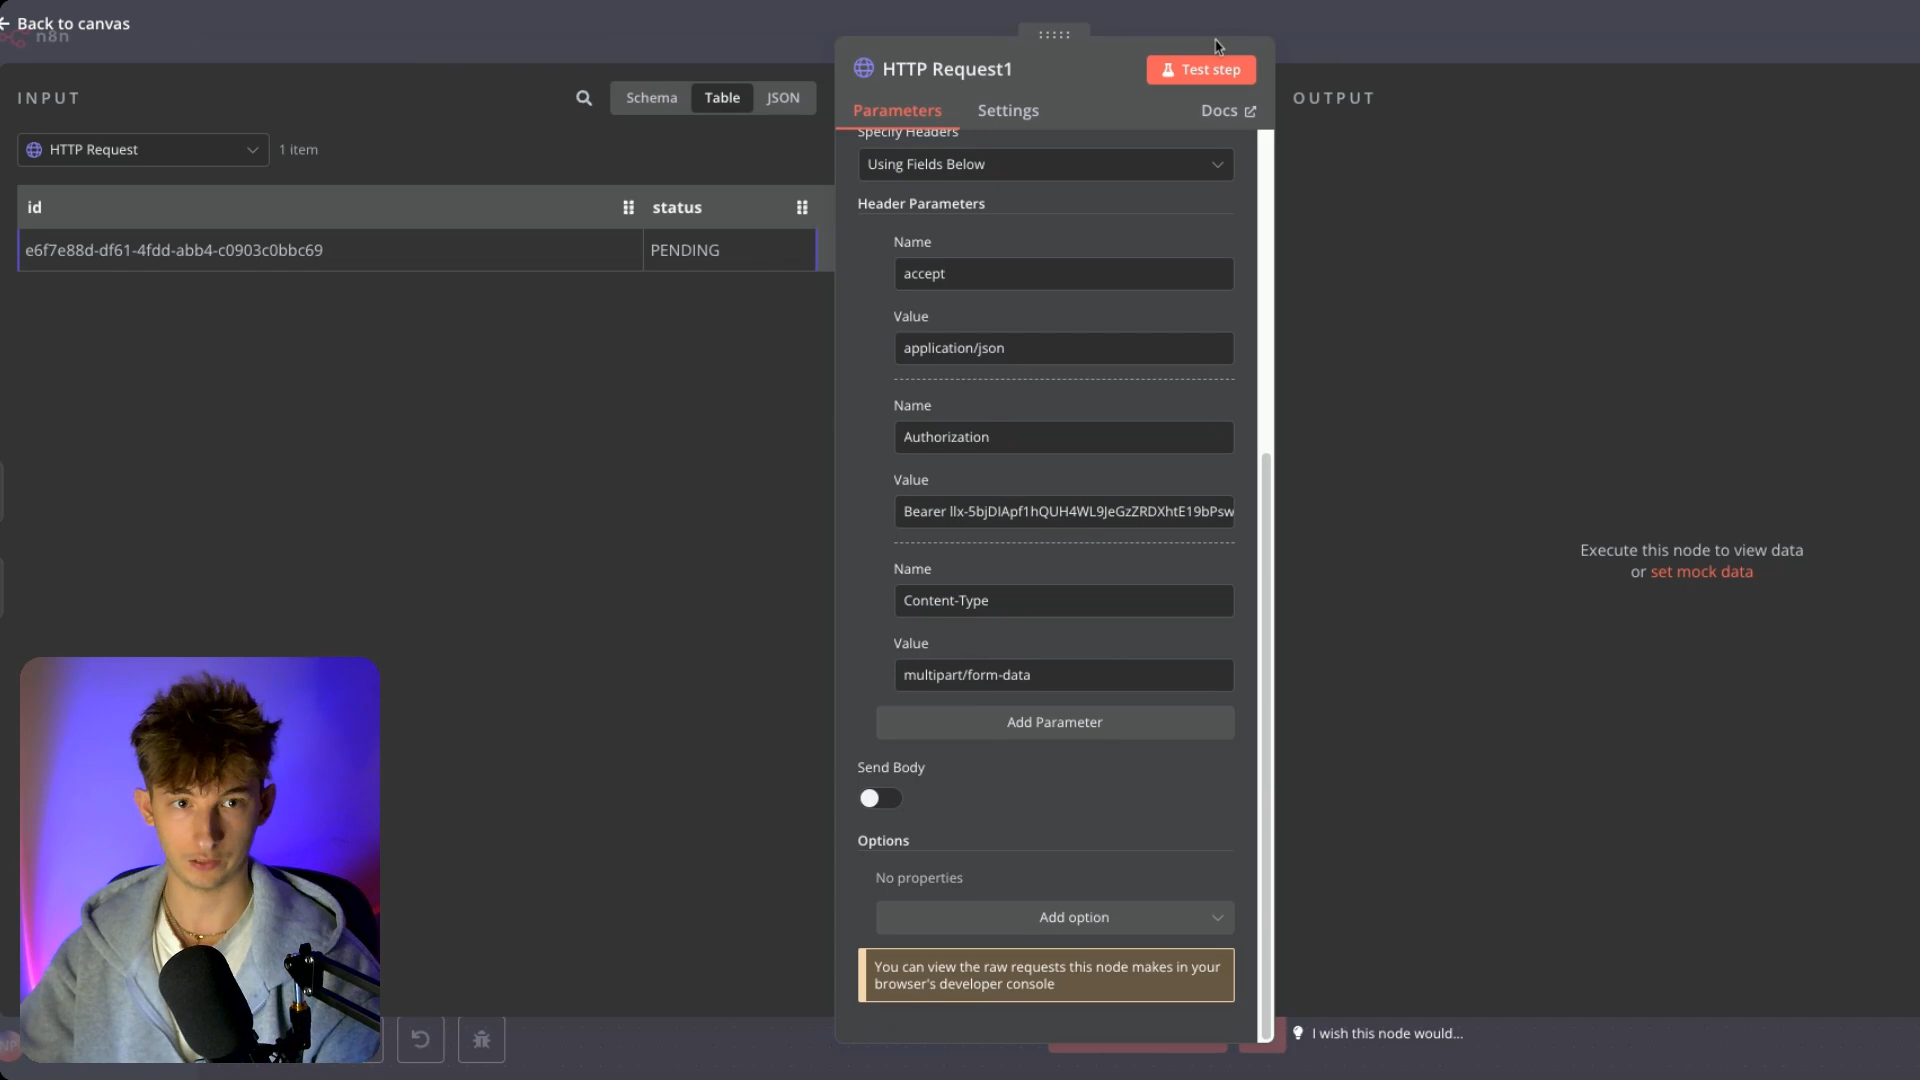 Back to canvas
n8n
INPUT
Schema
Table
JSON
HTTP Request
1 item
id
status
e6f7e88d-df61-4fdd-abb4-c0903c0bbc69
PENDING
HTTP Request1
Test step
Parameters
Settings
Docs
Specify Headers
Using Fields Below
Header Parameters
Name
accept
Value
application/json
Name
Authorization
Value
Bearer llx-5bjDIApf1hQUH4WL9JeGzZRDXhtE19bPsw
Name
Content-Type
Value
multipart/form-data
Add Parameter
Send Body
Options
No properties
Add option
You can view the raw requests this node makes in your
browser's developer console
OUTPUT
Execute this node to view data
or set mock data
I wish this node would...
NP